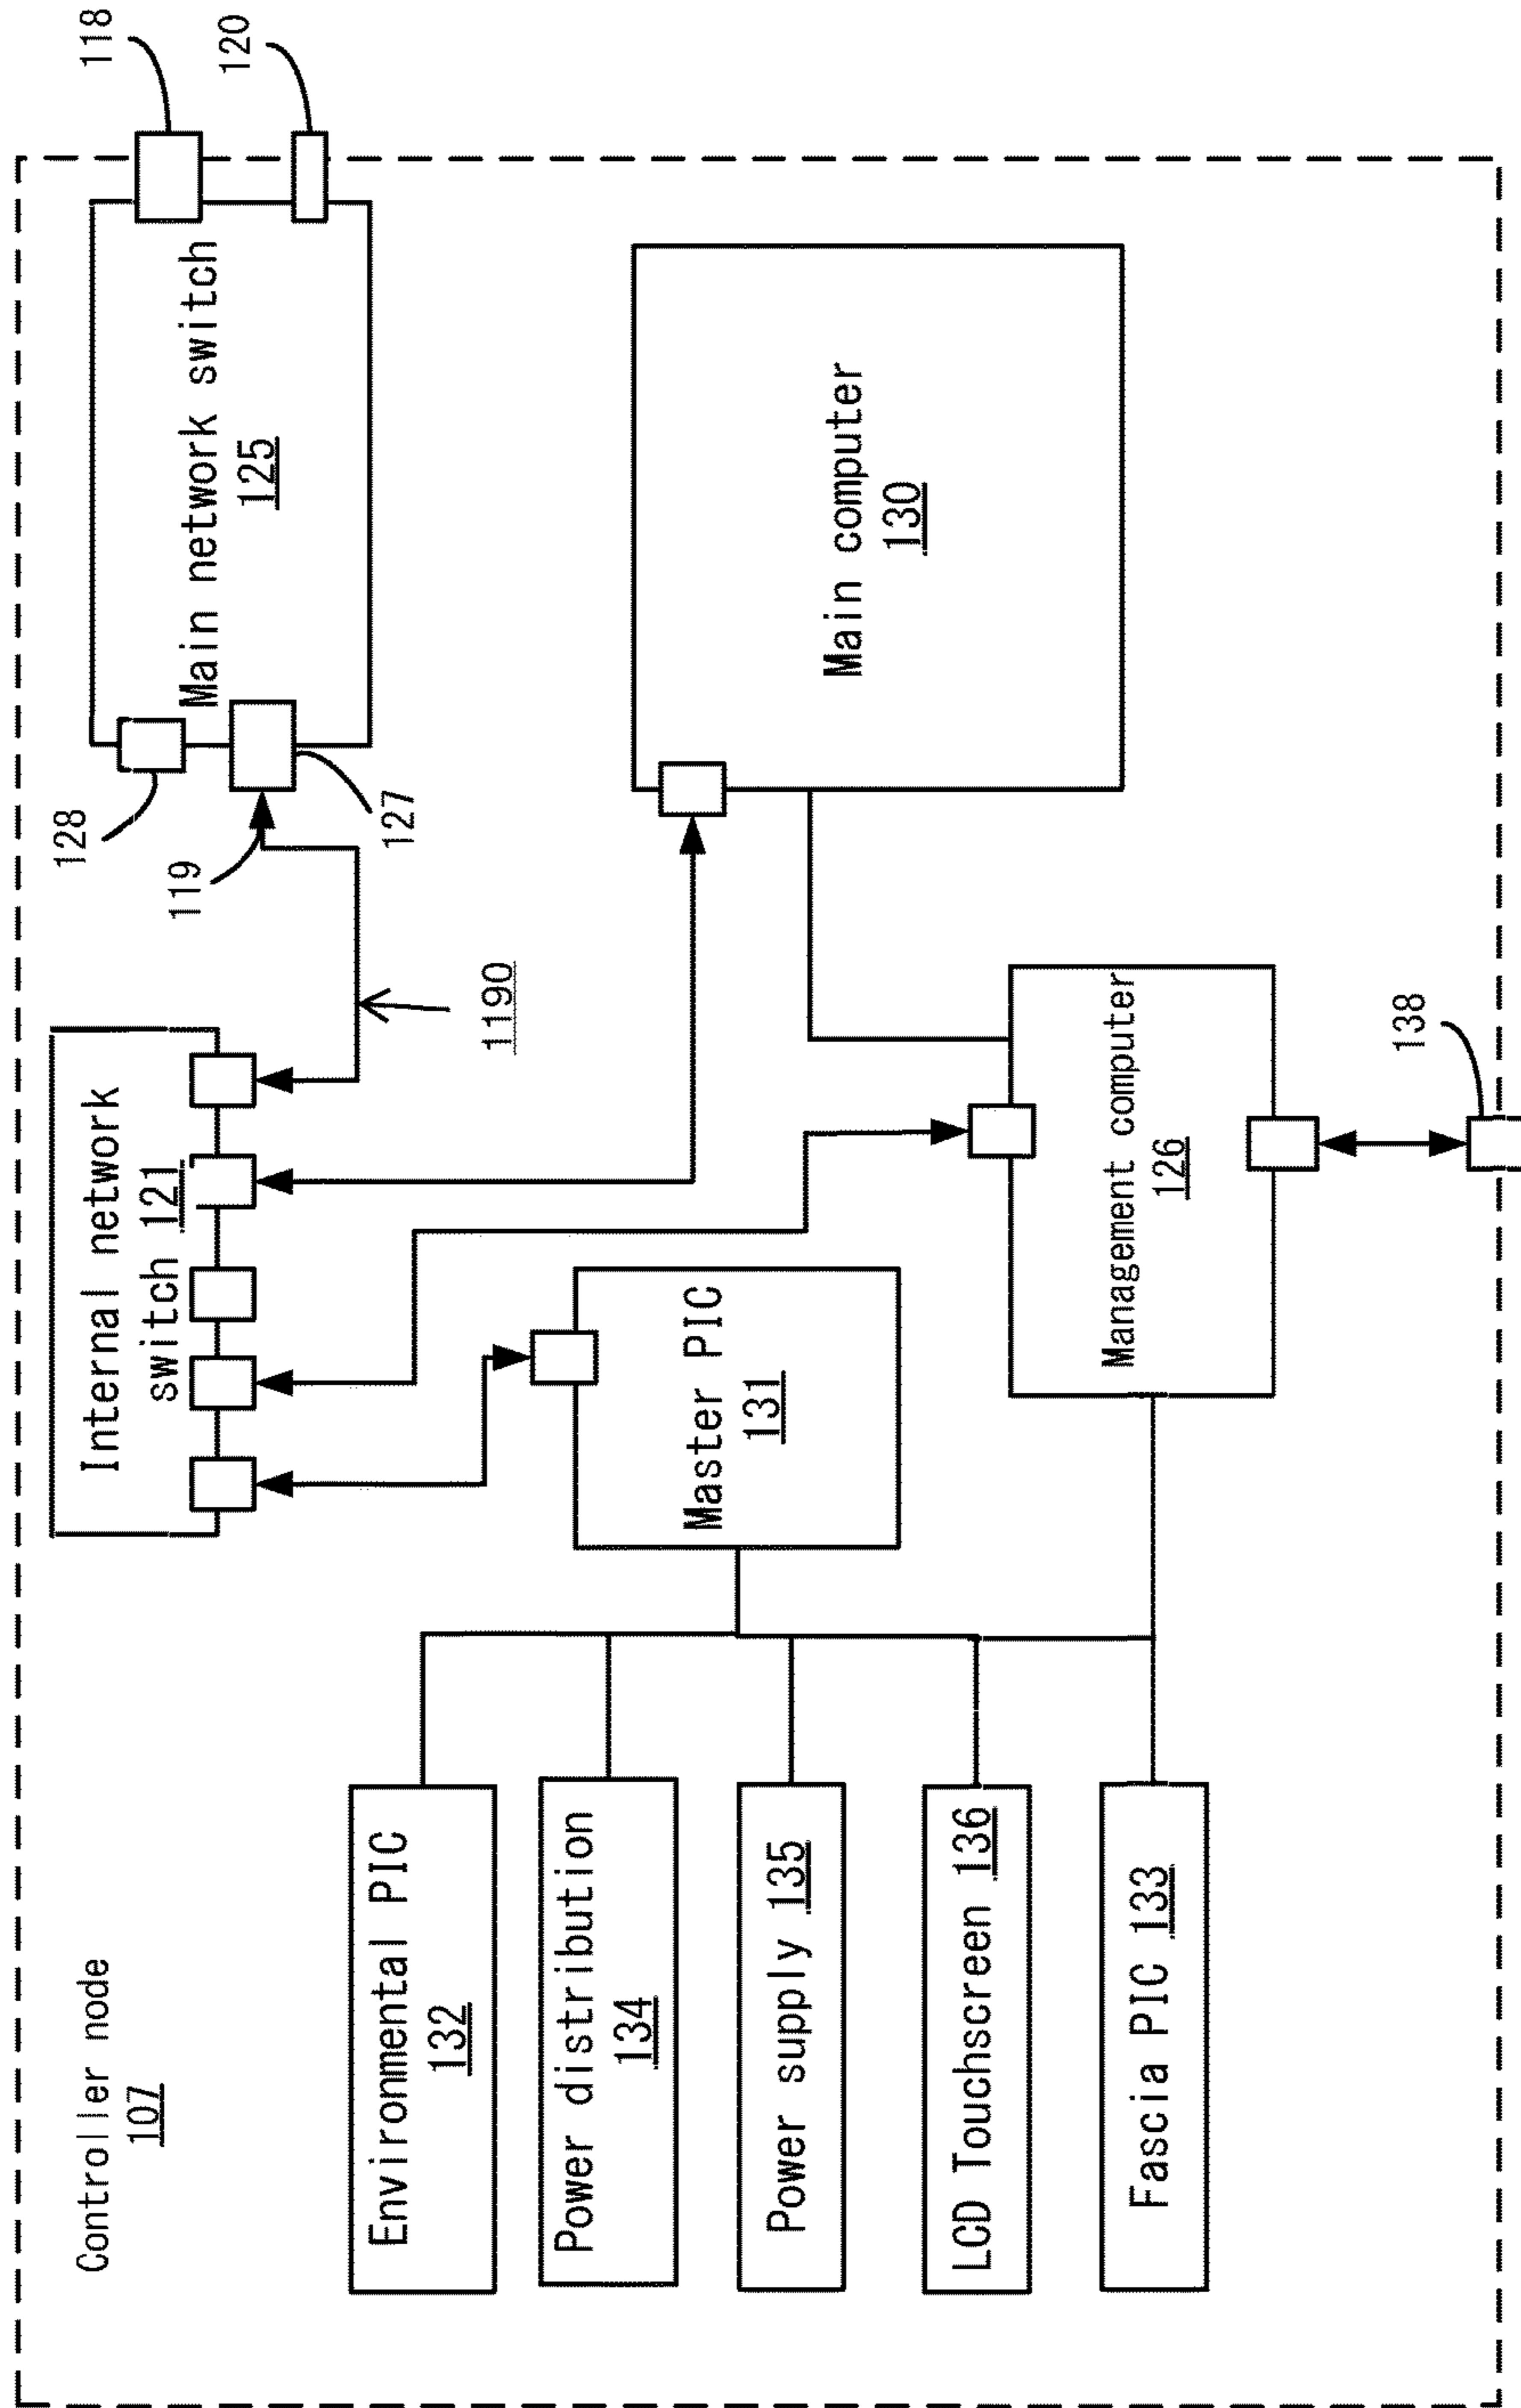 Controller node
107
Internal network
switch 121
128
119
127
Main network switch
125
118
120
1190
Environmental PIC
132
Power distribution
134
Power supply 135
LCD Touchscreen 136
Fascia PIC 133
Master PIC
131
Main computer
130
Management computer
126
138